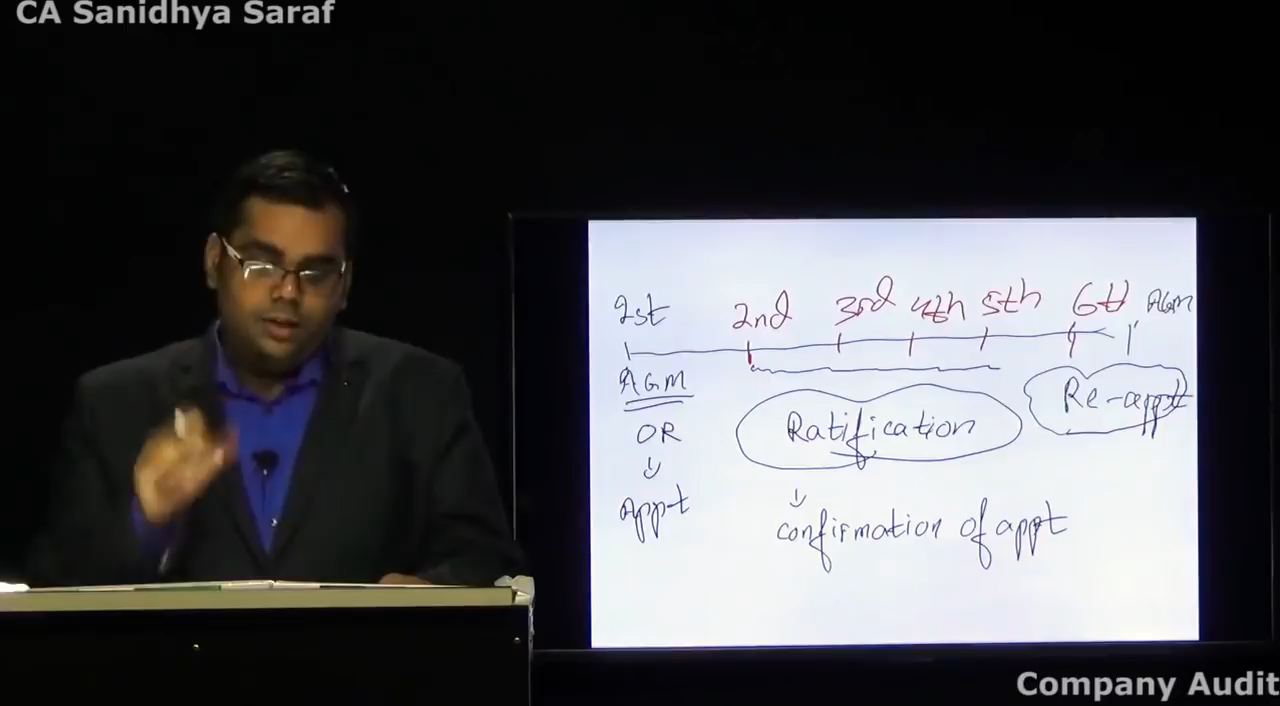 CA Sanidhya Saraf
1st 2nd 3rd 4th 5th 6th AGM
AGM
OR
Appt
Ratification
Re-appt
confirmation of appt
Company Audit